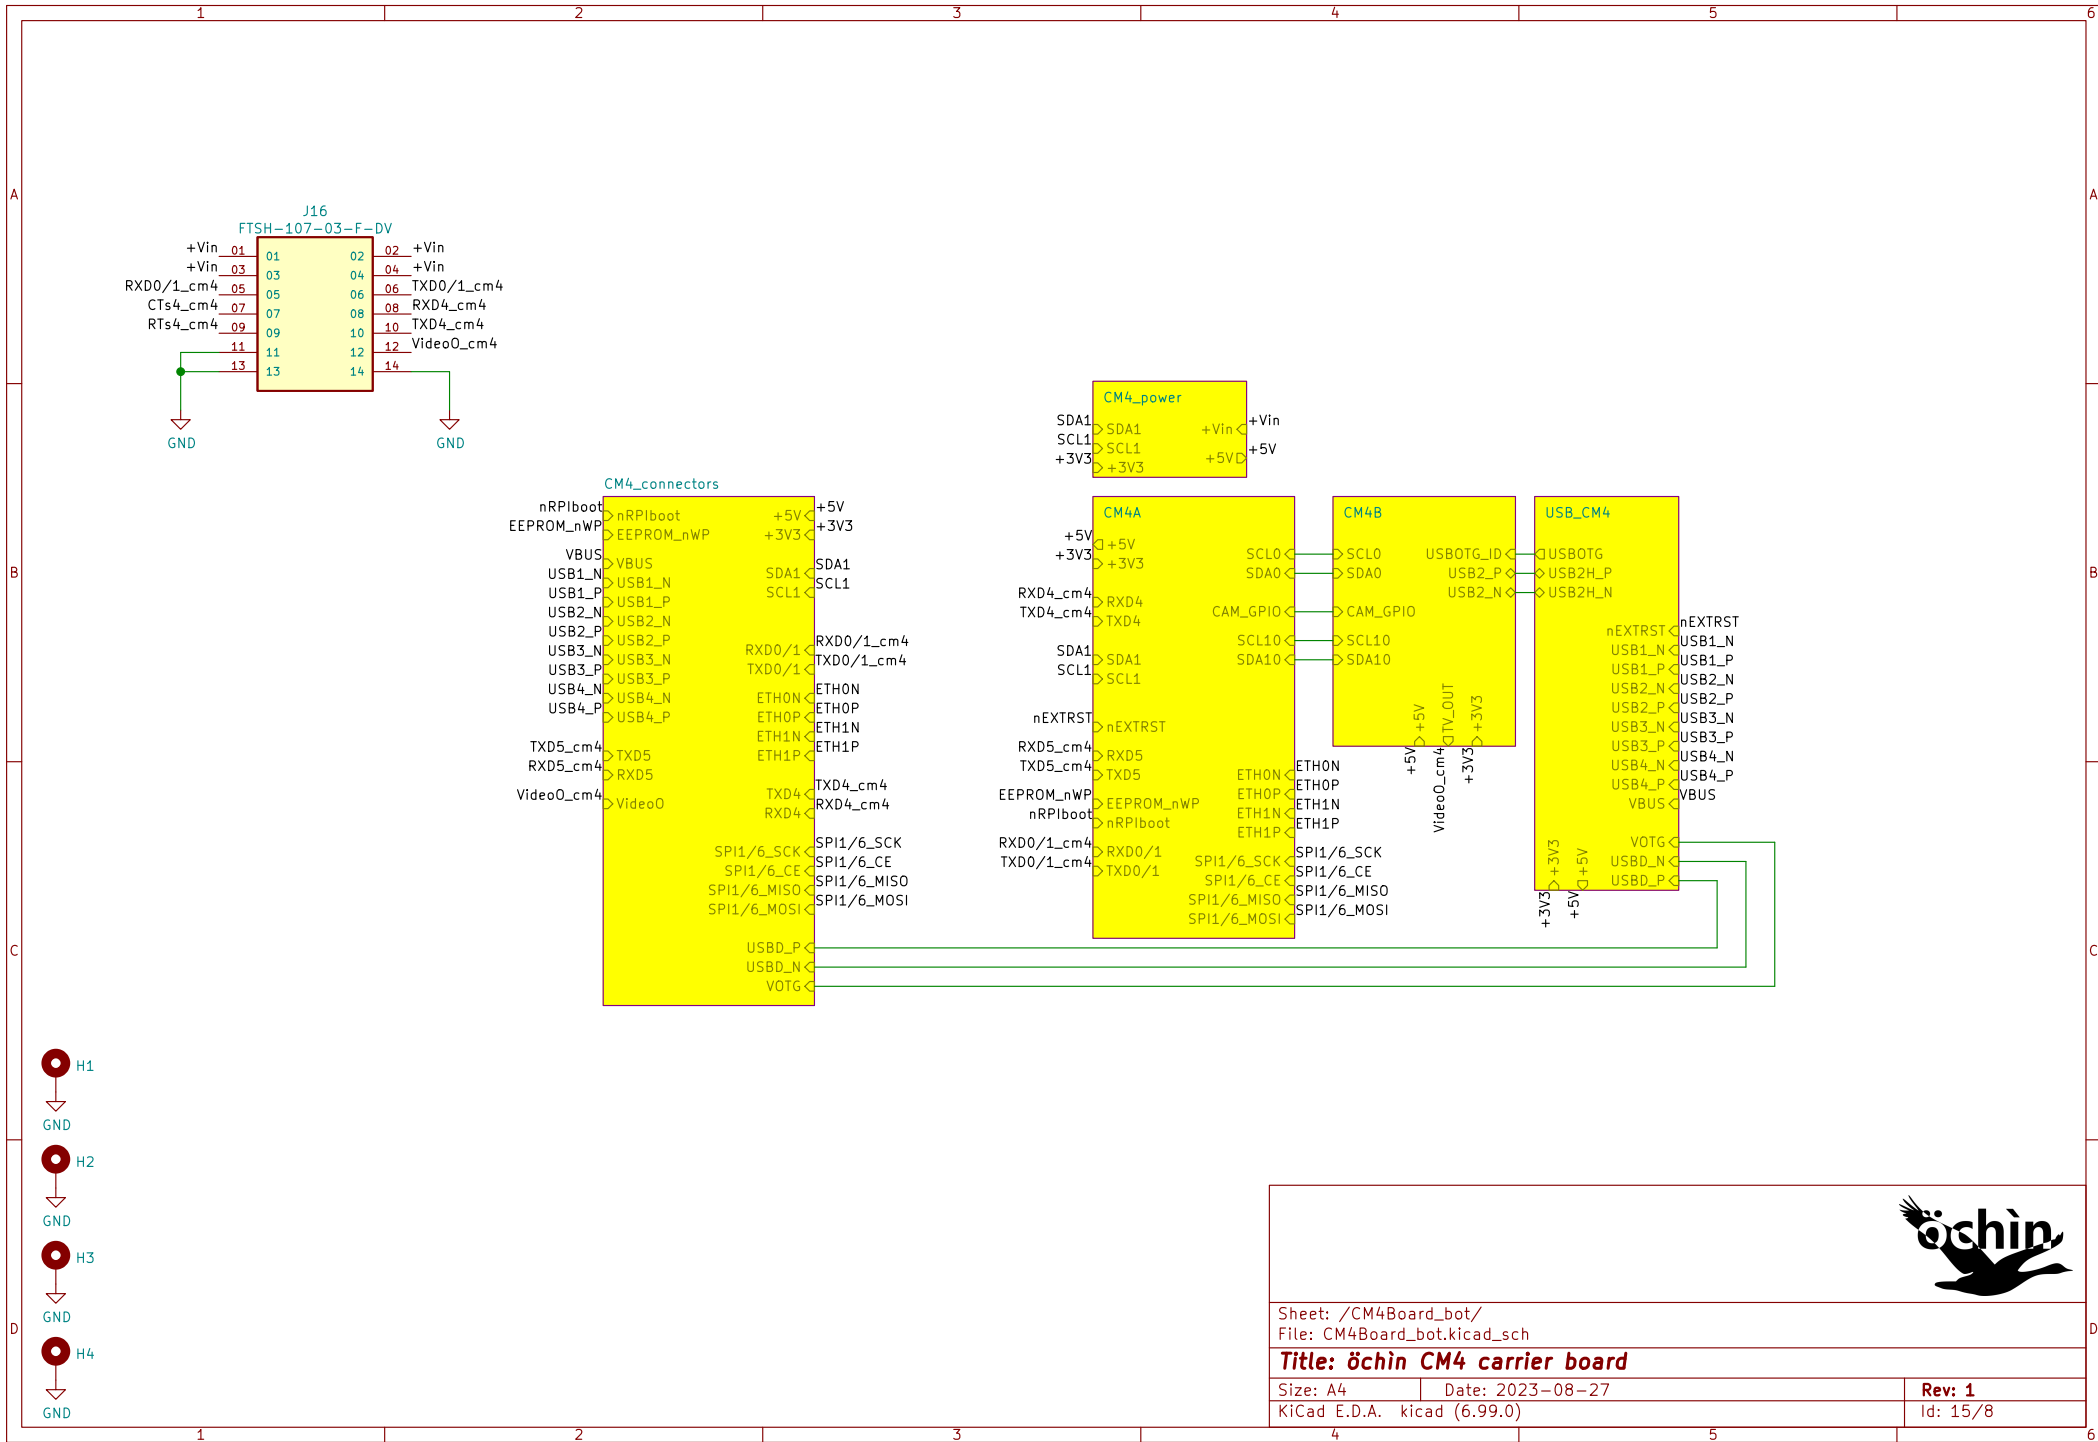 1 2 3 4 5 6
A A
B B
C C
D D
J16
FTSH-107-03-F-DV
+Vin 01 01 02 02 +Vin
+Vin 03 03 04 04 +Vin
RXD0/1_cm4 05 05 06 06 TXD0/1_cm4
CTs4_cm4 07 07 08 08 RXD4_cm4
RTs4_cm4 09 09 10 10 TXD4_cm4
11 11 12 12 VideoO_cm4
13 13 14 14
GND GND
CM4_power
SDA1 SDA1 +Vin +Vin
SCL1 SCL1
+3V3 +3V3 +5V +5V
CM4_connectors
nRPIboot nRPIboot +5V +5V
EEPROM_nWP EEPROM_nWP +3V3 +3V3
VBUS VBUS
USB1_N USB1_N SDA1 SDA1
USB1_P USB1_P SCL1 SCL1
USB2_N USB2_N
USB2_P USB2_P
USB3_N USB3_N RXD0/1 RXD0/1_cm4
USB3_P USB3_P TXD0/1 TXD0/1_cm4
USB4_N USB4_N ETH0N ETH0N
USB4_P USB4_P ETH0P ETH0P
ETH1N ETH1N
TXD5_cm4 TXD5 ETH1P ETH1P
RXD5_cm4 RXD5
VideoO_cm4 VideoO TXD4 TXD4_cm4
RXD4 RXD4_cm4
SPI1/6_SCK SPI1/6_SCK
SPI1/6_CE SPI1/6_CE
SPI1/6_MISO SPI1/6_MISO
SPI1/6_MOSI SPI1/6_MOSI
USBD_P
USBD_N
VOTG
CM4A
+5V +5V
+3V3 +3V3 SCL0
SDA0
RXD4_cm4 RXD4
TXD4_cm4 TXD4 CAM_GPIO
SCL10
SDA1 SDA1 SDA10
SCL1 SCL1
nEXTRST nEXTRST
RXD5_cm4 RXD5
TXD5_cm4 TXD5 ETH0N ETH0N
EEPROM_nWP EEPROM_nWP ETH0P ETH0P
nRPIboot nRPIboot ETH1N ETH1N
ETH1P ETH1P
RXD0/1_cm4 RXD0/1 SPI1/6_SCK SPI1/6_SCK
TXD0/1_cm4 TXD0/1 SPI1/6_CE SPI1/6_CE
SPI1/6_MISO SPI1/6_MISO
SPI1/6_MOSI SPI1/6_MOSI
CM4B
SCL0 USBOTG_ID
SDA0 USB2_P
USB2_N
CAM_GPIO
SCL10
SDA10
+5V TV_OUT +3V3
+5V VideoO_cm4 +3V3
USB_CM4
USBOTG
USB2H_P
USB2H_N
nEXTRST nEXTRST
USB1_N USB1_N
USB1_P USB1_P
USB2_N USB2_N
USB2_P USB2_P
USB3_N USB3_N
USB3_P USB3_P
USB4_N USB4_N
USB4_P USB4_P
VBUS VBUS
VOTG
USBD_N
USBD_P
+3V3 +5V
+3V3 +5V
H1
GND
H2
GND
H3
GND
H4
GND
öchìn
Sheet: /CM4Board_bot/
File: CM4Board_bot.kicad_sch
Title: öchìn CM4 carrier board
Size: A4 Date: 2023-08-27 Rev: 1
KiCad E.D.A. kicad (6.99.0) Id: 15/8
1 2 3 4 5 6